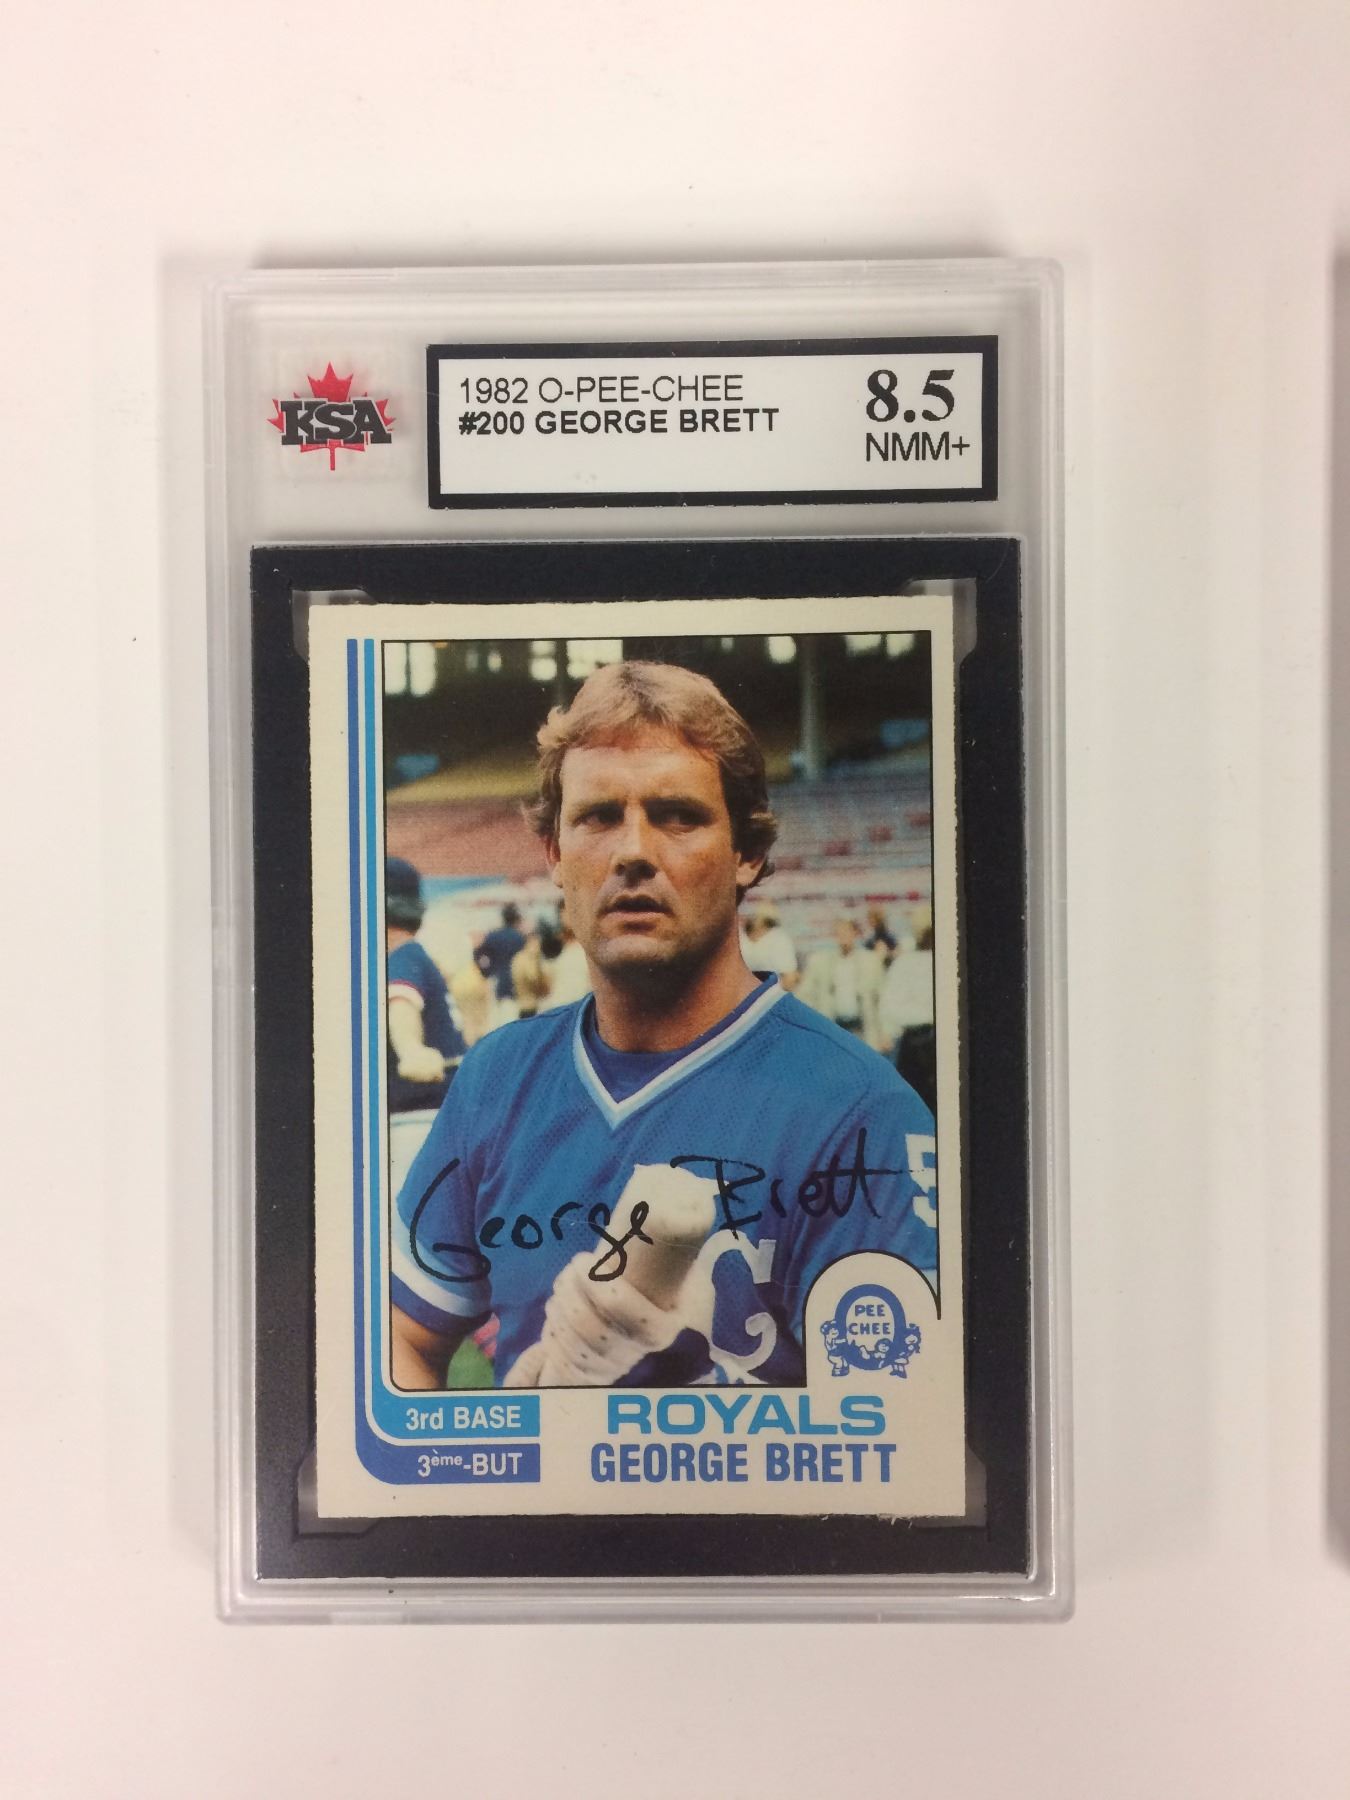 KSA
1982 O-PEE-CHEE
#200 GEORGE BRETT
8.5
NMM+
George Brett
5
PEE
CHEE
3rd BASE
3ème-BUT
ROYALS
GEORGE BRETT